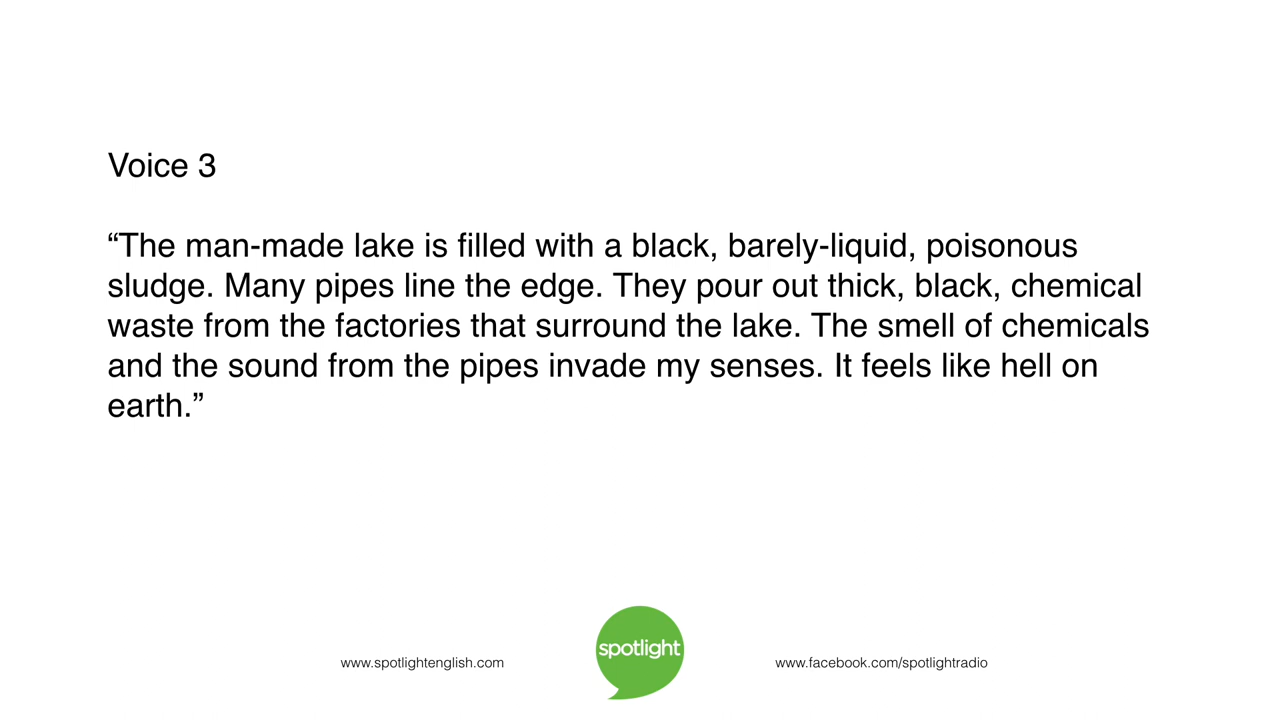 Voice 3
“The man-made lake is filled with a black, barely-liquid, poisonous
sludge. Many pipes line the edge. They pour out thick, black, chemical
waste from the factories that surround the lake. The smell of chemicals
and the sound from the pipes invade my senses. It feels like hell on
earth.”
www.spotlightenglish.com
spotlight
www.facebook.com/spotlightradio